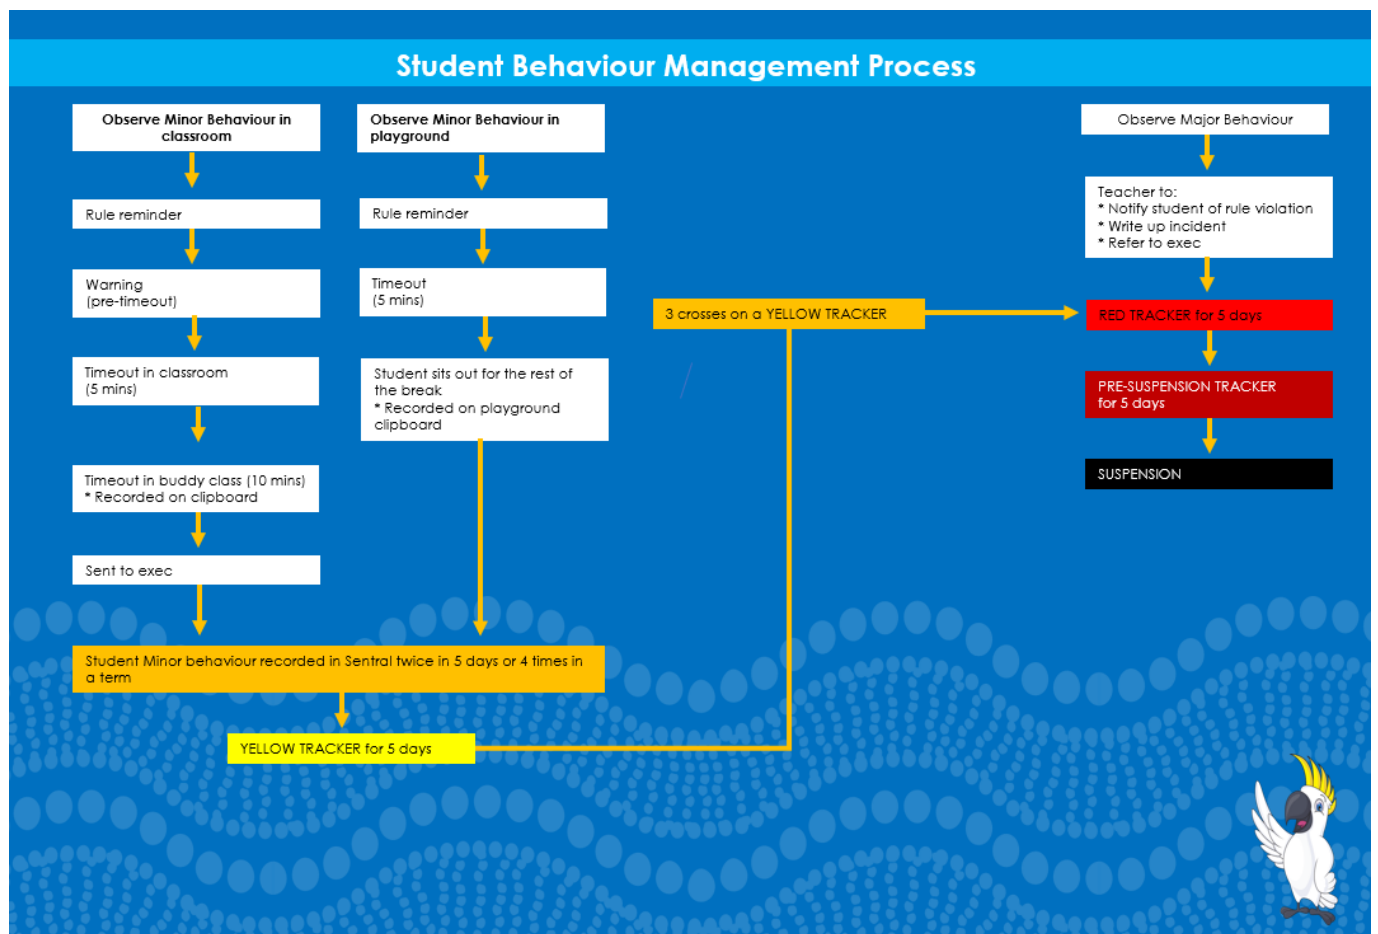 Student Behaviour Management Process
Observe Minor Behaviour in
classroom
Rule reminder
Warning
(pre-timeout)
Timeout in classroom
(5 mins)
Timeout in buddy class (10 mins)
* Recorded on clipboard
Sent to exec
Observe Minor Behaviour in
playground
Rule reminder
Timeout
(5 mins)
Student sits out for the rest of
the break
* Recorded on playground
clipboard
Student Minor behaviour recorded in Sentral twice in 5 days or 4 times in
a term
YELLOW TRACKER for 5 days
3 crosses on a YELLOW TRACKER
Observe Major Behaviour
Teacher to:
* Notify student of rule violation
* Write up incident
* Refer to exec
RED TRACKER for 5 days
PRE-SUSPENSION TRACKER
for 5 days
SUSPENSION